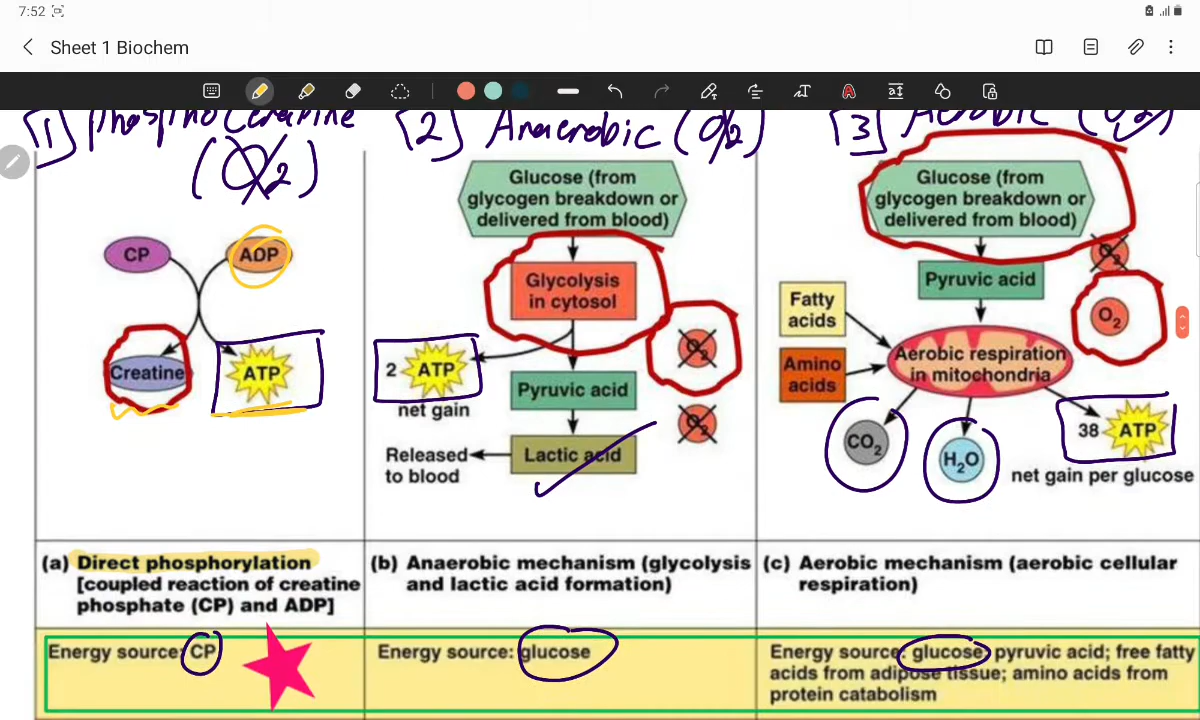 7:52
Sheet 1 Biochem
[1]
[2] Anaerobic (O2)
[3] Aerobic (O2)
(O2)
CP
ADP
Creatine
ATP
Glucose (from
glycogen breakdown or
delivered from blood)
Glycolysis
in cytosol
O2
2 ATP
net gain
Pyruvic acid
O2
Released
to blood
Lactic acid
Glucose (from
glycogen breakdown or
delivered from blood)
O2
Pyruvic acid
O2
Fatty
acids
Amino
acids
Aerobic respiration
in mitochondria
CO2
H2O
38 ATP
net gain per glucose
(a) Direct phosphorylation
[coupled reaction of creatine
phosphate (CP) and ADP]
(b) Anaerobic mechanism (glycolysis
and lactic acid formation)
(c) Aerobic mechanism (aerobic cellular
respiration)
Energy source: CP
Energy source: glucose
Energy source: glucose; pyruvic acid; free fatty
acids from adipose tissue; amino acids from
protein catabolism